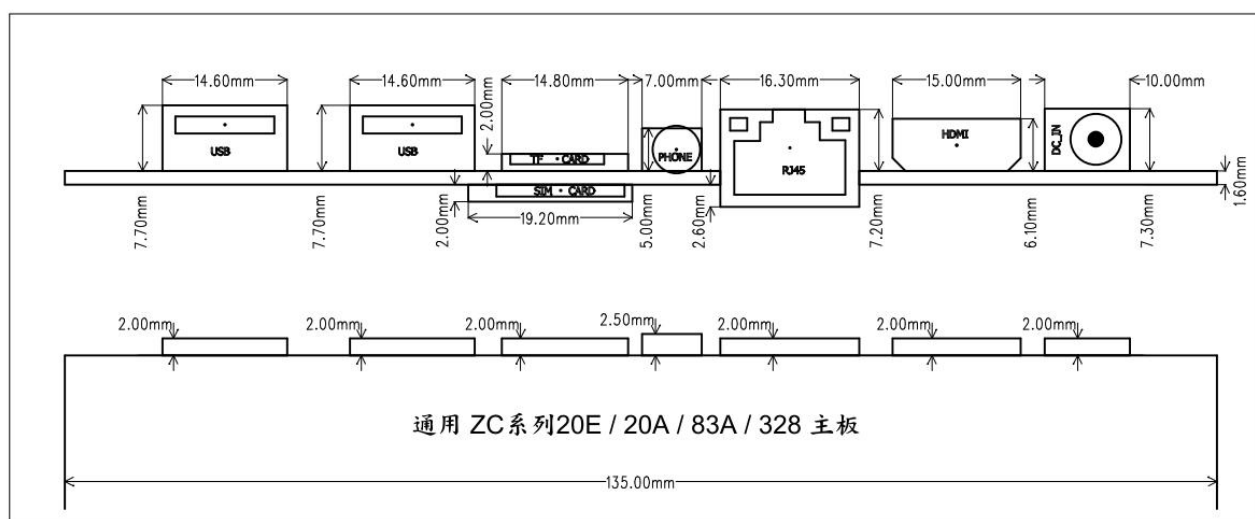 14.60mm 14.60mm 14.80mm 7.00mm 16.30mm 15.00mm 10.00mm
2.00mm
USB USB TF · CARD PHONE RJ45 HDMI DC_IN
SIM · CARD
19.20mm
7.70mm 7.70mm 2.00mm 5.00mm 2.60mm 7.20mm 6.10mm 7.30mm 1.60mm
2.00mm 2.00mm 2.00mm 2.50mm 2.00mm 2.00mm 2.00mm
通用 ZC系列20E / 20A / 83A / 328 主板
135.00mm